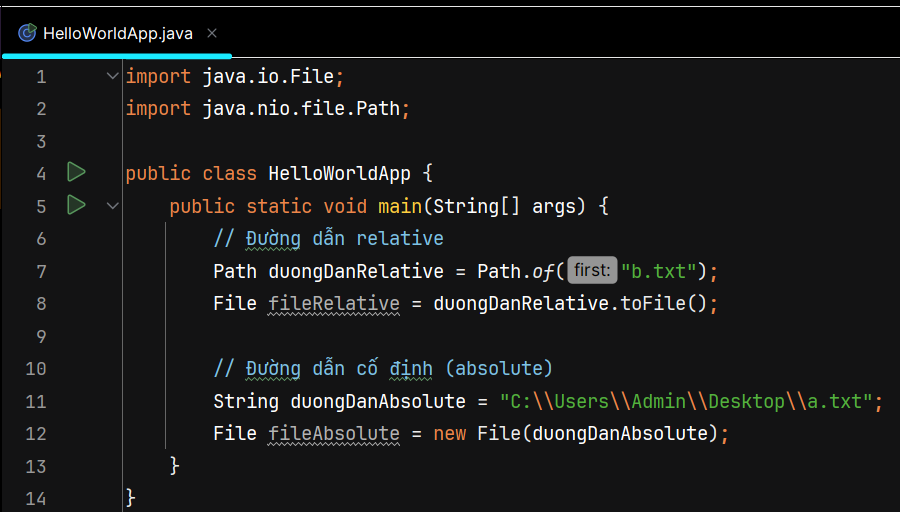 HelloWorldApp.java ×
1 import java.io.File;
2 import java.nio.file.Path;
3
4 public class HelloWorldApp {
5 public static void main(String[] args) {
6 // Đường dẫn relative
7 Path duongDanRelative = Path.of( first: "b.txt");
8 File fileRelative = duongDanRelative.toFile();
9
10 // Đường dẫn cố định (absolute)
11 String duongDanAbsolute = "C:\\Users\\Admin\\Desktop\\a.txt";
12 File fileAbsolute = new File(duongDanAbsolute);
13 }
14 }